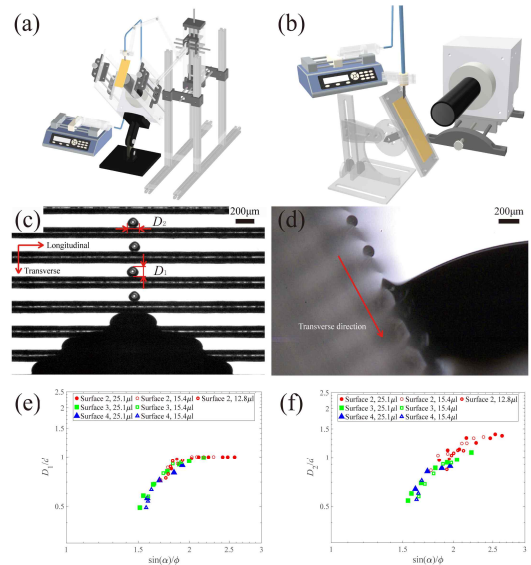 (a)
(b)
(c)
200μm
D2
Longitudinal
Transverse
D1
(d)
200μm
Transverse direction
(e)
Surface 2, 25.1μl
Surface 2, 15.4μl
Surface 2, 12.8μl
Surface 3, 25.1μl
Surface 3, 15.4μl
Surface 4, 25.1μl
Surface 4, 15.4μl
2.5
2
1.5
1
0.5
D1/d
1
1.5
2
2.5
3
sin(α)/ϕ
(f)
Surface 2, 25.1μl
Surface 2, 15.4μl
Surface 2, 12.8μl
Surface 3, 25.1μl
Surface 3, 15.4μl
Surface 4, 25.1μl
Surface 4, 15.4μl
2.5
2
1.5
1
0.5
D2/d
1
1.5
2
2.5
3
sin(α)/ϕ